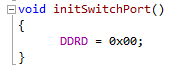 void initSwitchPort()
{
    DDRD = 0x00;
}